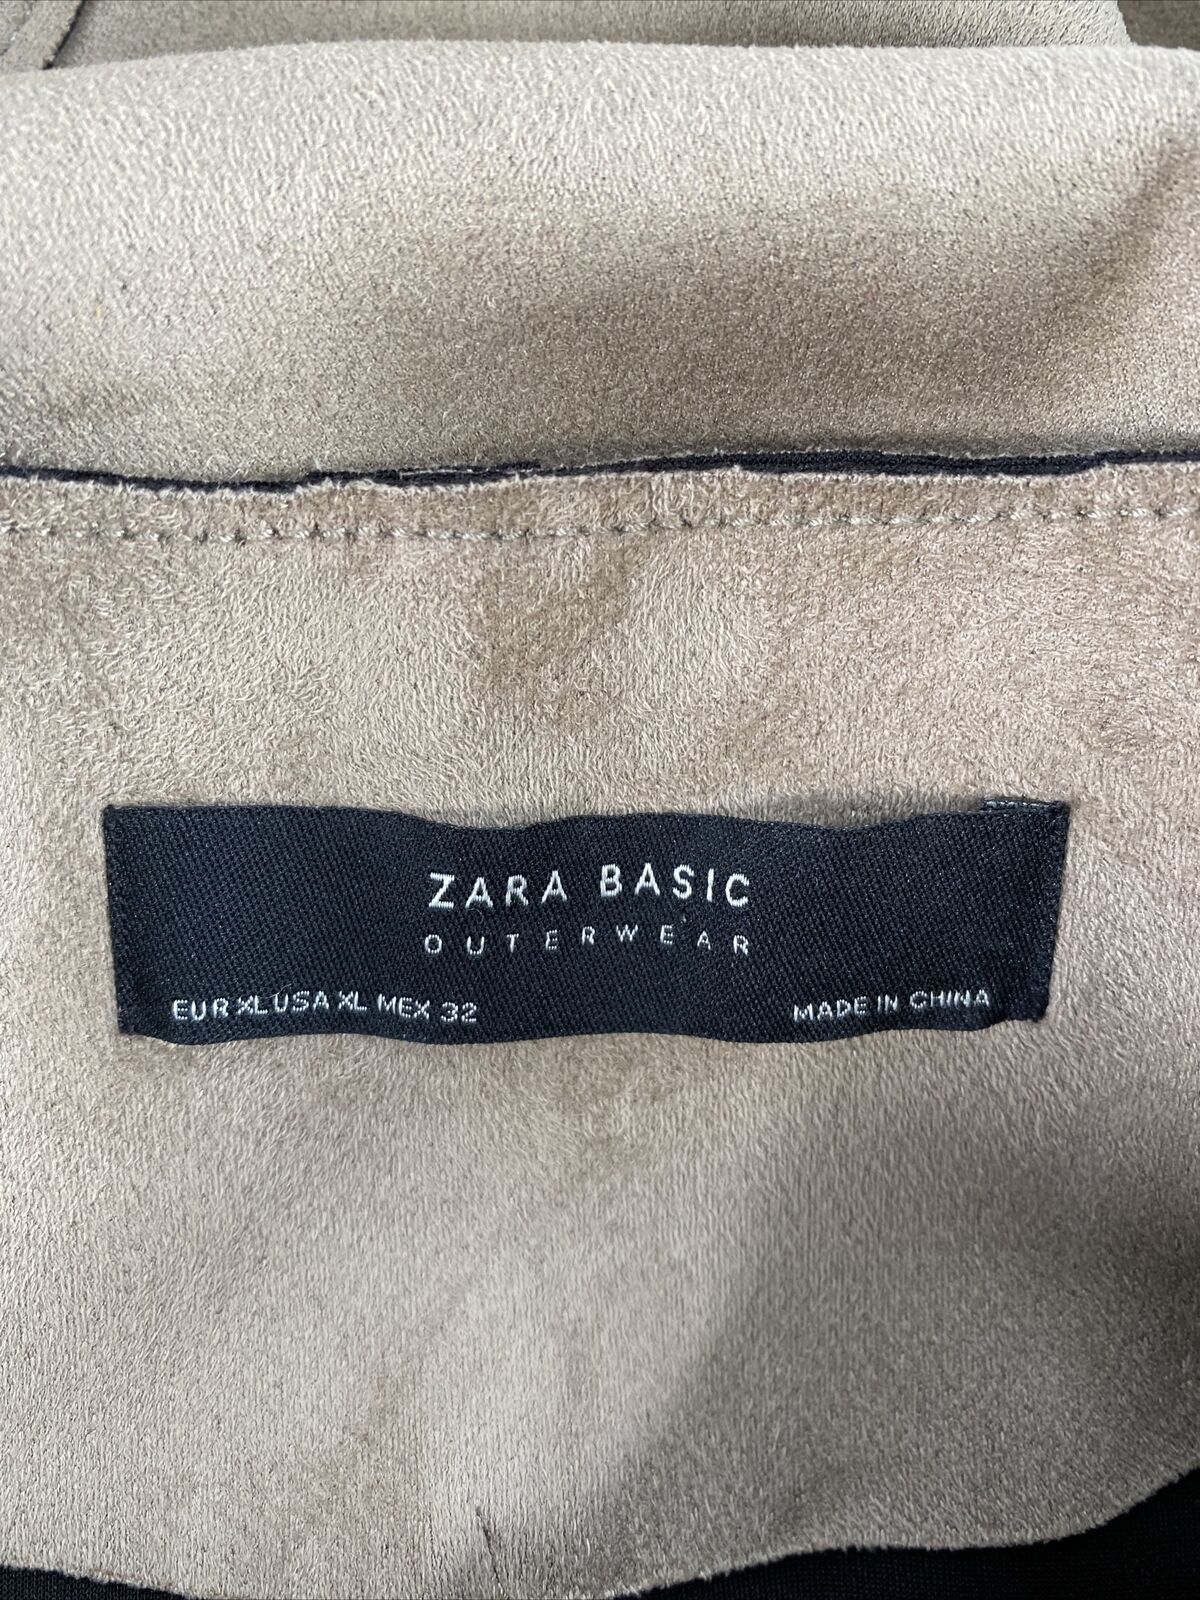 ZARA BASIC
OUTERWEAR
EUR XL USA XL MEX 32 MADE IN CHINA